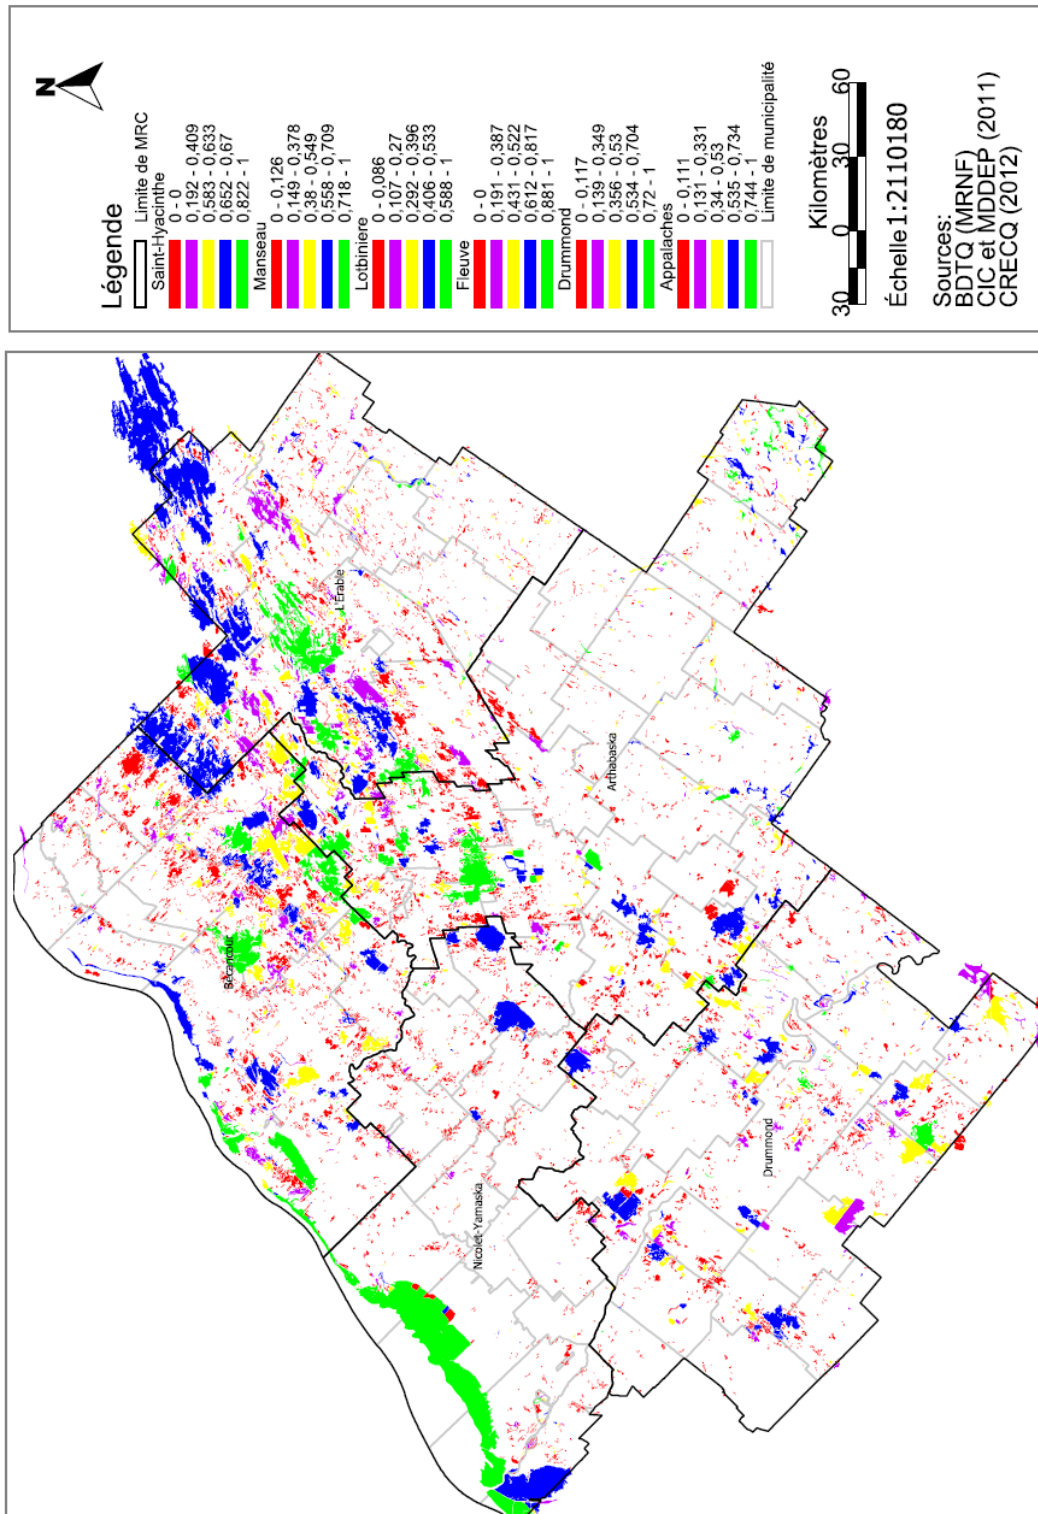 N
Légende
Limite de MRC
Saint-Hyacinthe
0 - 0
0,192 - 0,409
0,583 - 0,633
0,652 - 0,67
0,822 - 1
Manseau
0 - 0,126
0,149 - 0,378
0,38 - 0,549
0,558 - 0,709
0,718 - 1
Lotbiniere
0 - 0,086
0,107 - 0,27
0,292 - 0,396
0,406 - 0,533
0,588 - 1
Fleuve
0 - 0
0,191 - 0,387
0,431 - 0,522
0,612 - 0,817
0,881 - 1
Drummond
0 - 0,117
0,139 - 0,349
0,356 - 0,53
0,534 - 0,704
0,72 - 1
Appalaches
0 - 0,111
0,131 - 0,331
0,34 - 0,53
0,535 - 0,734
0,744 - 1
Limite de municipalité
Kilomètres
30 0 30 60
Échelle 1:21110180
Sources:
BDTQ (MRNF)
CIC et MDDEP (2011)
CRECQ (2012)
Bécancour
L'Érable
Arthabaska
Nicolet-Yamaska
Drummond